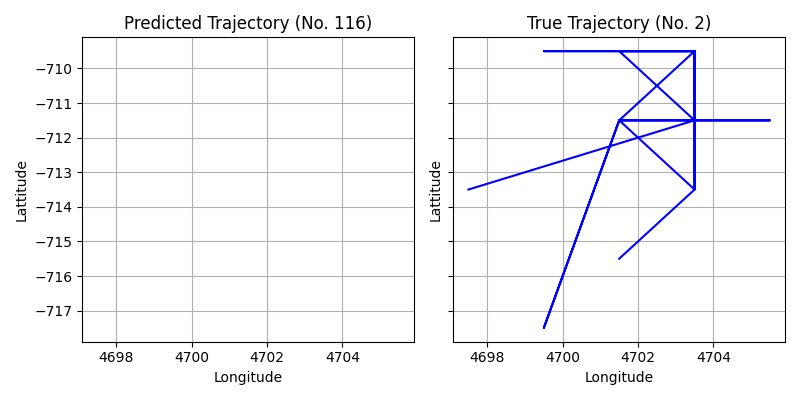 Predicted Trajectory (No. 116)
True Trajectory (No. 2)
Lattitude
−710
−711
−712
−713
−714
−715
−716
−717
4698 4700 4702 4704
Longitude
Lattitude
4698 4700 4702 4704
Longitude